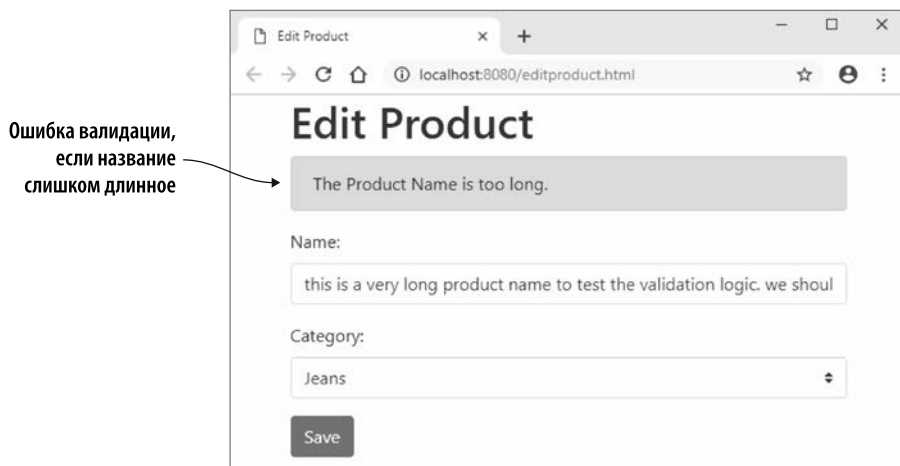 Edit Product
localhost:8080/editproduct.html
Edit Product
Ошибка валидации,
если название
слишком длинное
The Product Name is too long.
Name:
this is a very long product name to test the validation logic. we shoul
Category:
Jeans
Save